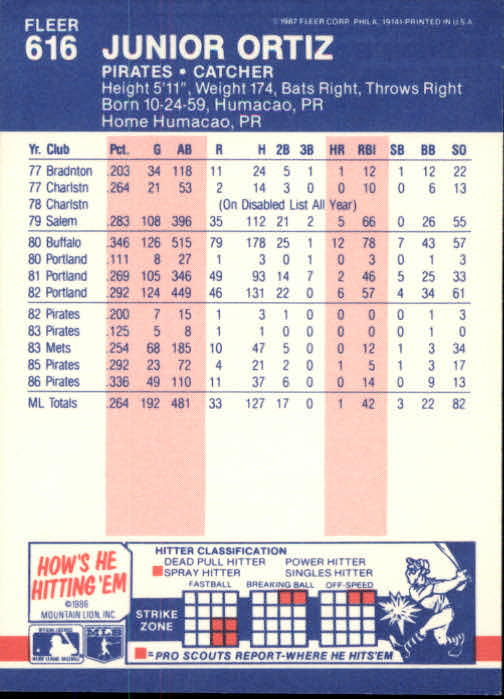 FLEER
616
JUNIOR ORTIZ
© 1987 FLEER CORP. PHILA. 19141-PRINTED IN U.S.A.
PIRATES • CATCHER
Height 5'11", Weight 174, Bats Right, Throws Right
Born 10-24-59, Humacao, PR
Home Humacao, PR
Yr. Club Pct. G AB R H 2B 3B HR RBI SB BB SO
77 Bradnton .203 34 118 11 24 5 1 1 12 1 12 22
77 Charlstn .264 21 53 2 14 3 0 0 10 0 6 13
78 Charlstn (On Disabled List All Year)
79 Salem .283 108 396 35 112 21 2 5 66 0 26 55
80 Buffalo .346 126 515 79 178 25 1 12 78 7 43 57
80 Portland .111 8 27 1 3 0 1 0 3 0 1 3
81 Portland .269 105 346 49 93 14 7 2 46 5 25 33
82 Portland .292 124 449 46 131 22 0 6 57 4 34 61
82 Pirates .200 7 15 1 3 1 0 0 0 0 1 3
83 Pirates .125 5 8 1 1 0 0 0 0 0 1 0
83 Mets .254 68 185 10 47 5 0 0 12 1 3 34
85 Pirates .292 23 72 4 21 2 0 1 5 1 3 17
86 Pirates .336 49 110 11 37 6 0 0 14 0 9 13
ML Totals .264 192 481 33 127 17 0 1 42 3 22 82
HOW'S HE
HITTING 'EM
©1986
MOUNTAIN LION, INC.
HITTER CLASSIFICATION
DEAD PULL HITTER POWER HITTER
SPRAY HITTER SINGLES HITTER
FASTBALL BREAKING BALL OFF-SPEED
STRIKE
ZONE
=PRO SCOUTS REPORT-WHERE HE HITS'EM
MAJOR LEAGUE BASEBALL